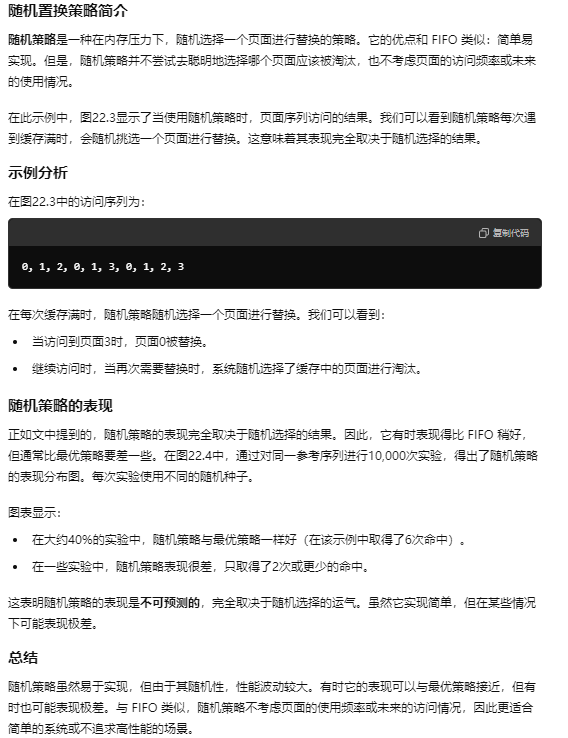 随机置换策略简介
随机策略是一种在内存压力下，随机选择一个页面进行替换的策略。它的优点和 FIFO 类似：简单易
实现。但是，随机策略并不尝试去聪明地选择哪个页面应该被淘汰，也不考虑页面的访问频率或未来
的使用情况。
在此示例中，图22.3显示了当使用随机策略时，页面序列访问的结果。我们可以看到随机策略每次遇
到缓存满时，会随机挑选一个页面进行替换。这意味着其表现完全取决于随机选择的结果。
示例分析
在图22.3中的访问序列为：
复制代码
0, 1, 2, 0, 1, 3, 0, 1, 2, 3
在每次缓存满时，随机策略随机选择一个页面进行替换。我们可以看到：
• 当访问到页面3时，页面0被替换。
• 继续访问时，当再次需要替换时，系统随机选择了缓存中的页面进行淘汰。
随机策略的表现
正如文中提到的，随机策略的表现完全取决于随机选择的结果。因此，它有时表现得比 FIFO 稍好，
但通常比最优策略要差一些。在图22.4中，通过对同一参考序列进行10,000次实验，得出了随机策略
的表现分布图。每次实验使用不同的随机种子。
图表显示：
• 在大约40%的实验中，随机策略与最优策略一样好（在该示例中取得了6次命中）。
• 在一些实验中，随机策略表现很差，只取得了2次或更少的命中。
这表明随机策略的表现是不可预测的，完全取决于随机选择的运气。虽然它实现简单，但在某些情况
下可能表现极差。
总结
随机策略虽然易于实现，但由于其随机性，性能波动较大。有时它的表现可以与最优策略接近，但有
时也可能表现极差。与 FIFO 类似，随机策略不考虑页面的使用频率或未来的访问情况，因此更适合
简单的系统或不追求高性能的场景。